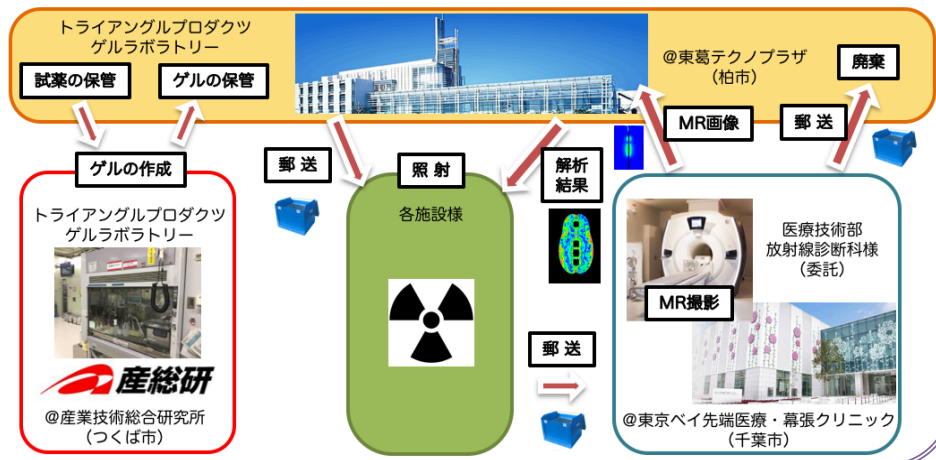 トライアングルプロダクツ
ゲルラボラトリー
試薬の保管
ゲルの保管
@東葛テクノプラザ
(柏市)
廃棄
MR画像
郵 送
ゲルの作成
郵 送
照 射
解析
結果
トライアングルプロダクツ
ゲルラボラトリー
各施設様
医療技術部
放射線診断科様
(委託)
MR撮影
郵 送
産総研
@産業技術総合研究所
(つくば市)
@東京ベイ先端医療・幕張クリニック
(千葉市)